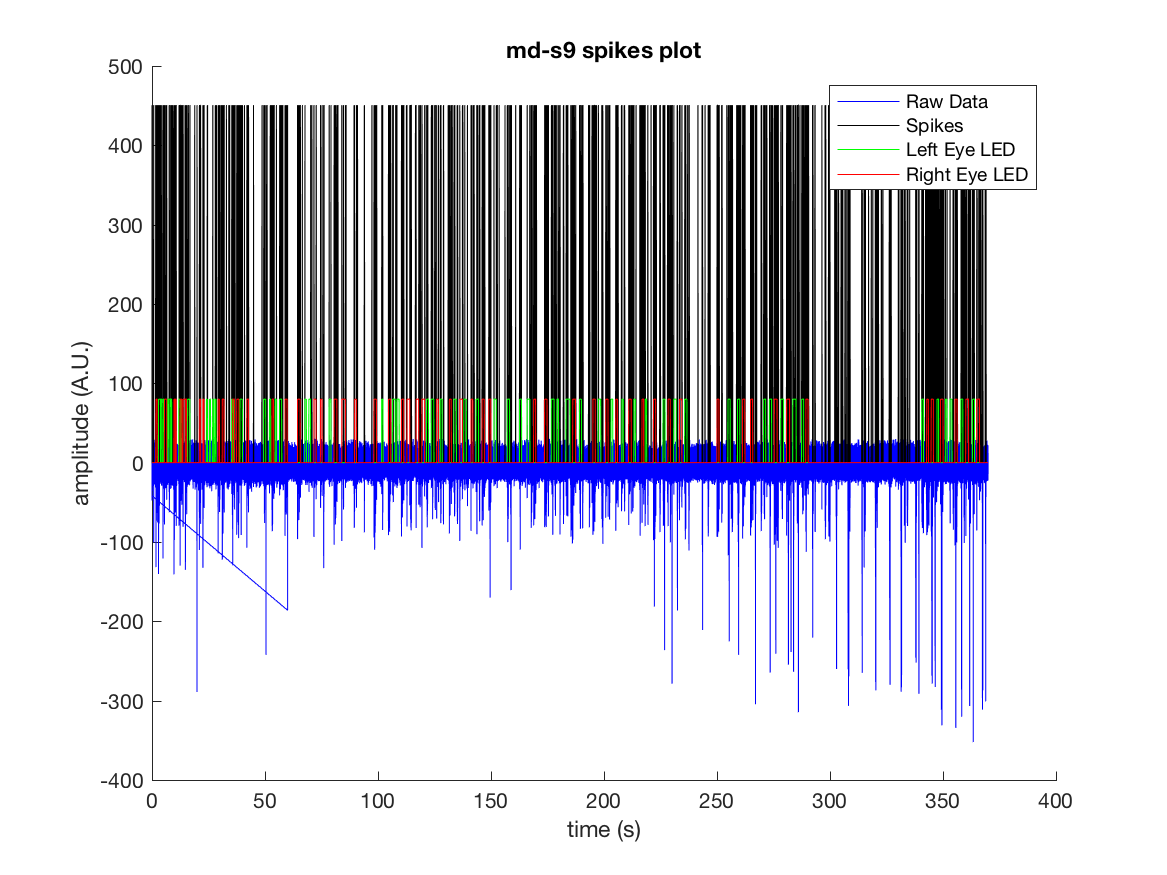 md-s9 spikes plot
500
400
300
200
100
0
-100
-200
-300
-400
amplitude (A.U.)
Raw Data
Spikes
Left Eye LED
Right Eye LED
0 50 100 150 200 250 300 350 400
time (s)